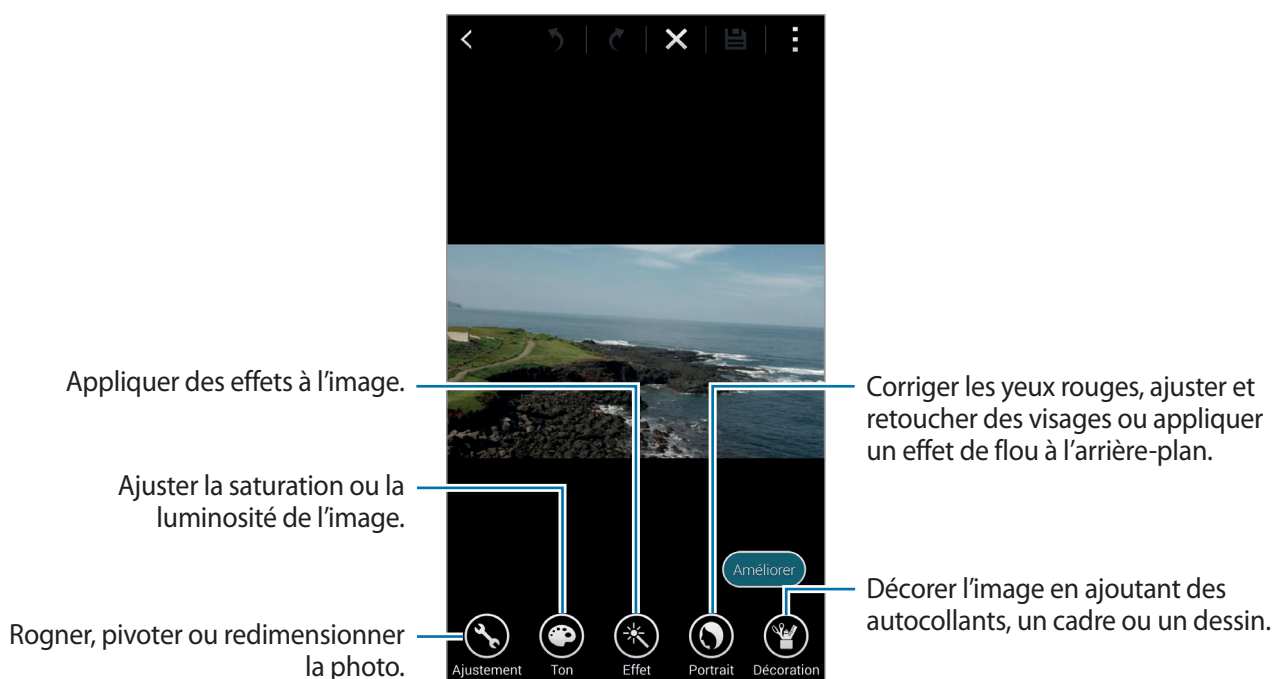 Appliquer des effets à l’image.
Ajuster la saturation ou la
luminosité de l’image.
Rogner, pivoter ou redimensionner
la photo.
Corriger les yeux rouges, ajuster et
retoucher des visages ou appliquer
un effet de flou à l’arrière-plan.
Améliorer
Décorer l’image en ajoutant des
autocollants, un cadre ou un dessin.
Ajustement Ton Effet Portrait Décoration